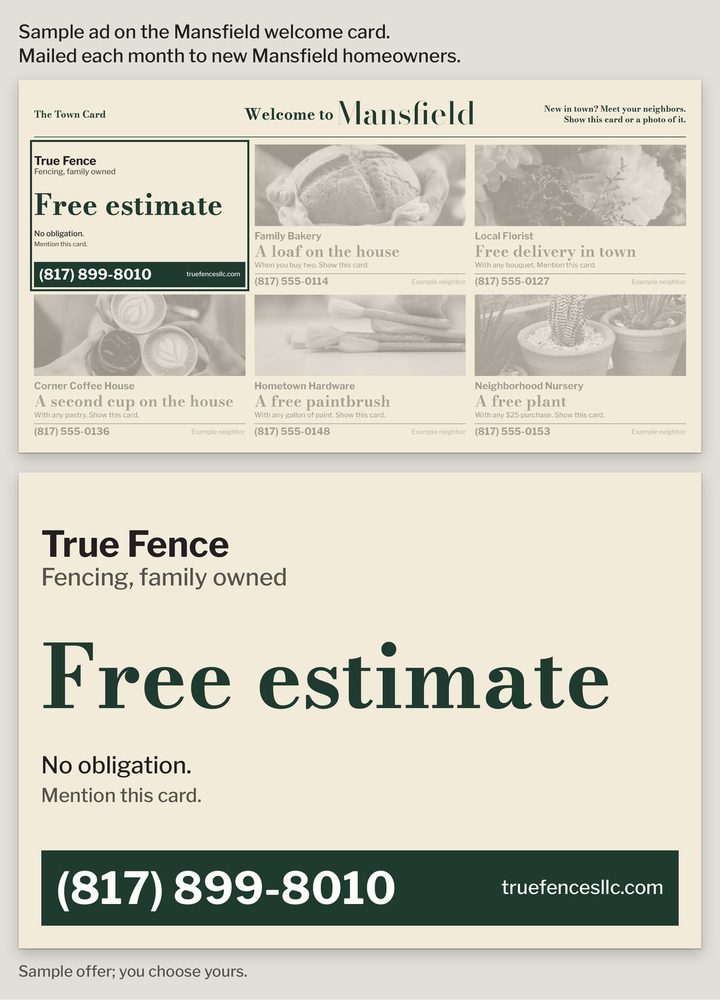 Sample ad on the Mansfield welcome card.
Mailed each month to new Mansfield homeowners.
The Town Card
Welcome to Mansfield
New in town? Meet your neighbors.
Show this card or a photo of it.
True Fence
Fencing, family owned
Free estimate
No obligation.
Mention this card.
(817) 899-8010
truefencesllc.com
Family Bakery
A loaf on the house
When you buy two. Show this card.
(817) 555-0114
Example neighbor
Local Florist
Free delivery in town
With any bouquet. Mention this card.
(817) 555-0127
Example neighbor
Corner Coffee House
A second cup on the house
With any pastry. Show this card.
(817) 555-0136
Example neighbor
Hometown Hardware
A free paintbrush
With any gallon of paint. Show this card.
(817) 555-0148
Example neighbor
Neighborhood Nursery
A free plant
With any $25 purchase. Show this card.
(817) 555-0153
Example neighbor
True Fence
Fencing, family owned
Free estimate
No obligation.
Mention this card.
(817) 899-8010
truefencesllc.com
Sample offer; you choose yours.